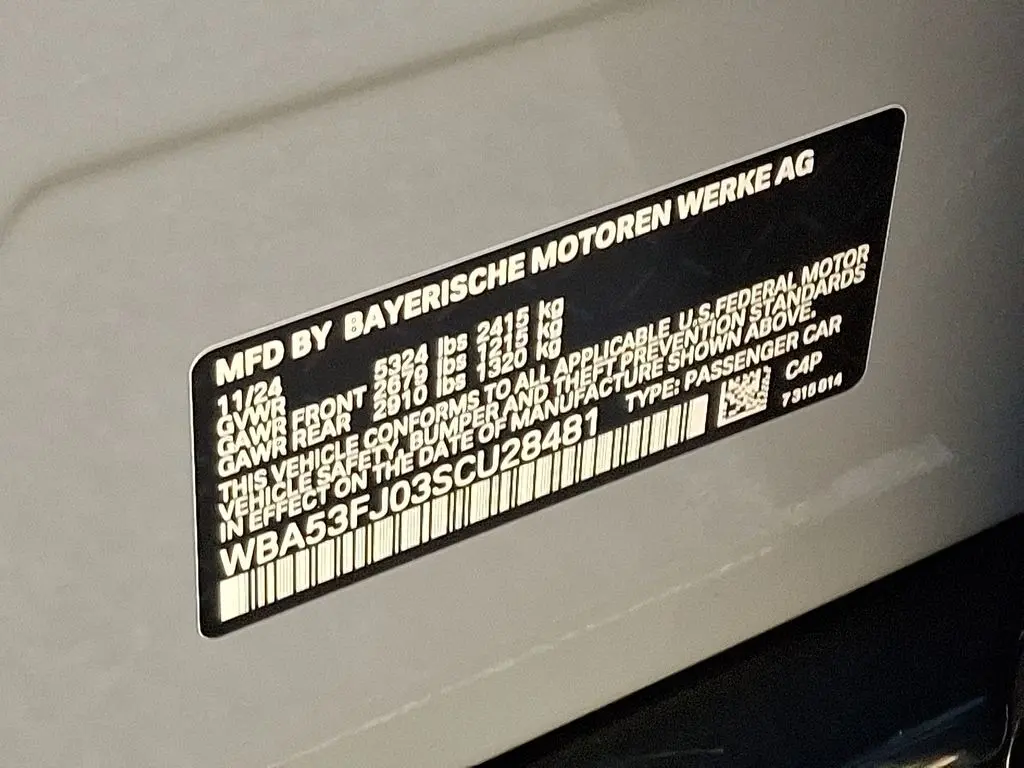 MFD BY BAYERISCHE MOTOREN WERKE AG
11/24
GVWR 5324 lbs 2415 kg
GAWR FRONT 2679 lbs 1215 kg
GAWR REAR 2910 lbs 1320 kg
THIS VEHICLE CONFORMS TO ALL APPLICABLE U.S.FEDERAL MOTOR
VEHICLE SAFETY, BUMPER AND THEFT PREVENTION STANDARDS
IN EFFECT ON THE DATE OF MANUFACTURE SHOWN ABOVE.
WBA53FJ03SCU28481 TYPE: PASSENGER CAR
C4P
7310014